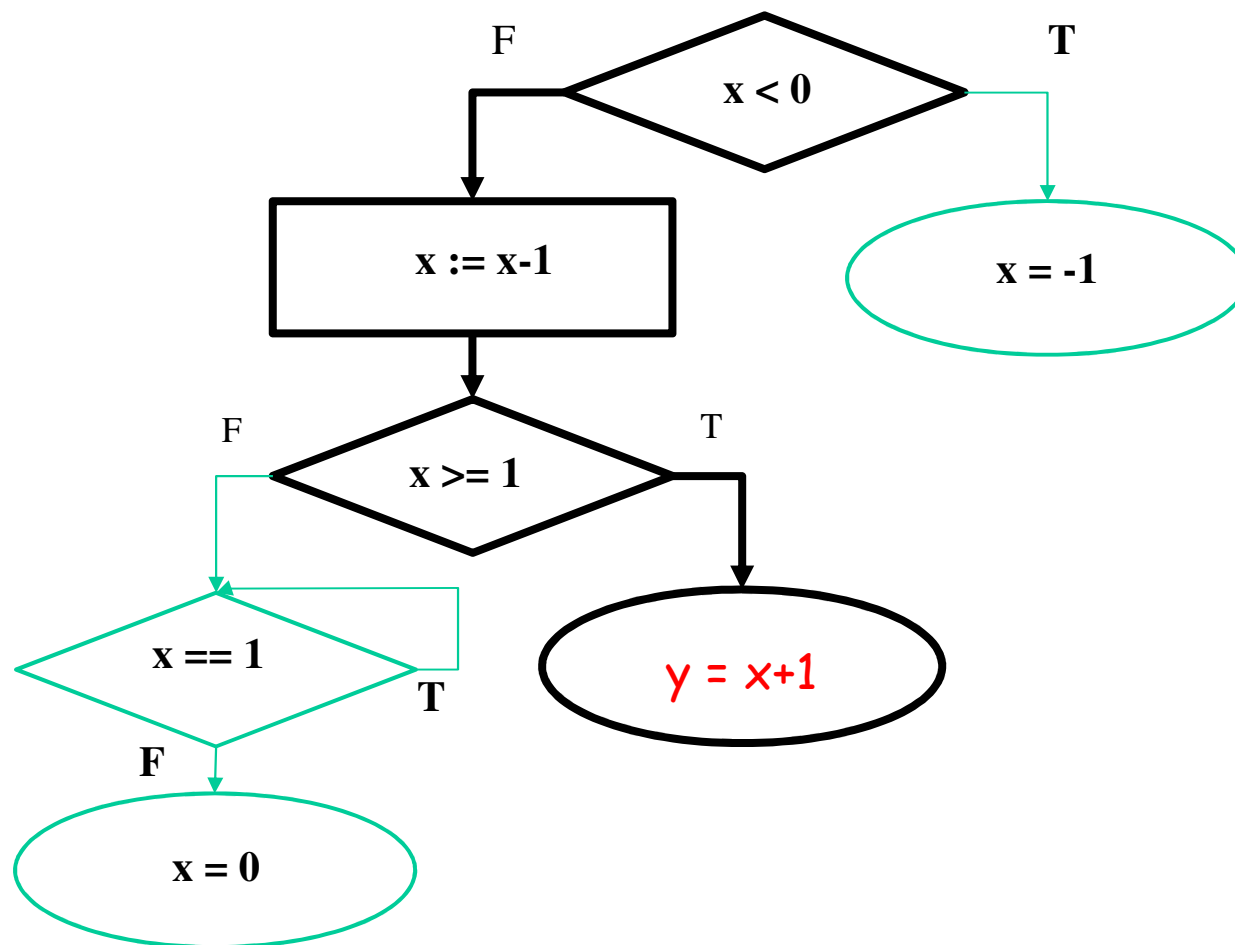 F
T
x < 0
x := x-1
x = -1
F
T
x >= 1
x == 1
T
y = x+1
F
x = 0